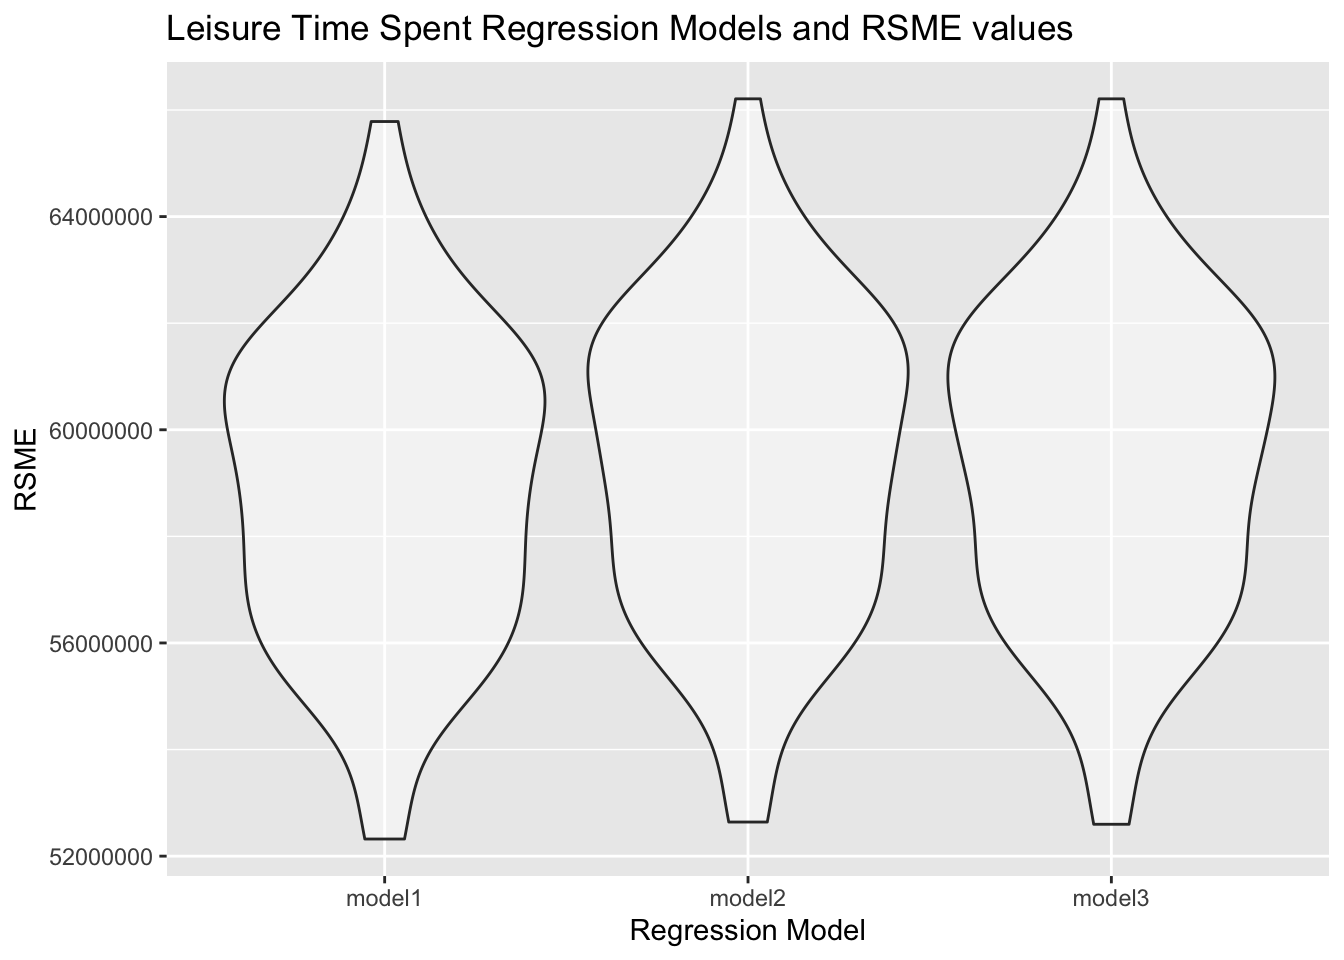 Leisure Time Spent Regression Models and RSME values
RSME
64000000
60000000
56000000
52000000
model1 model2 model3
Regression Model